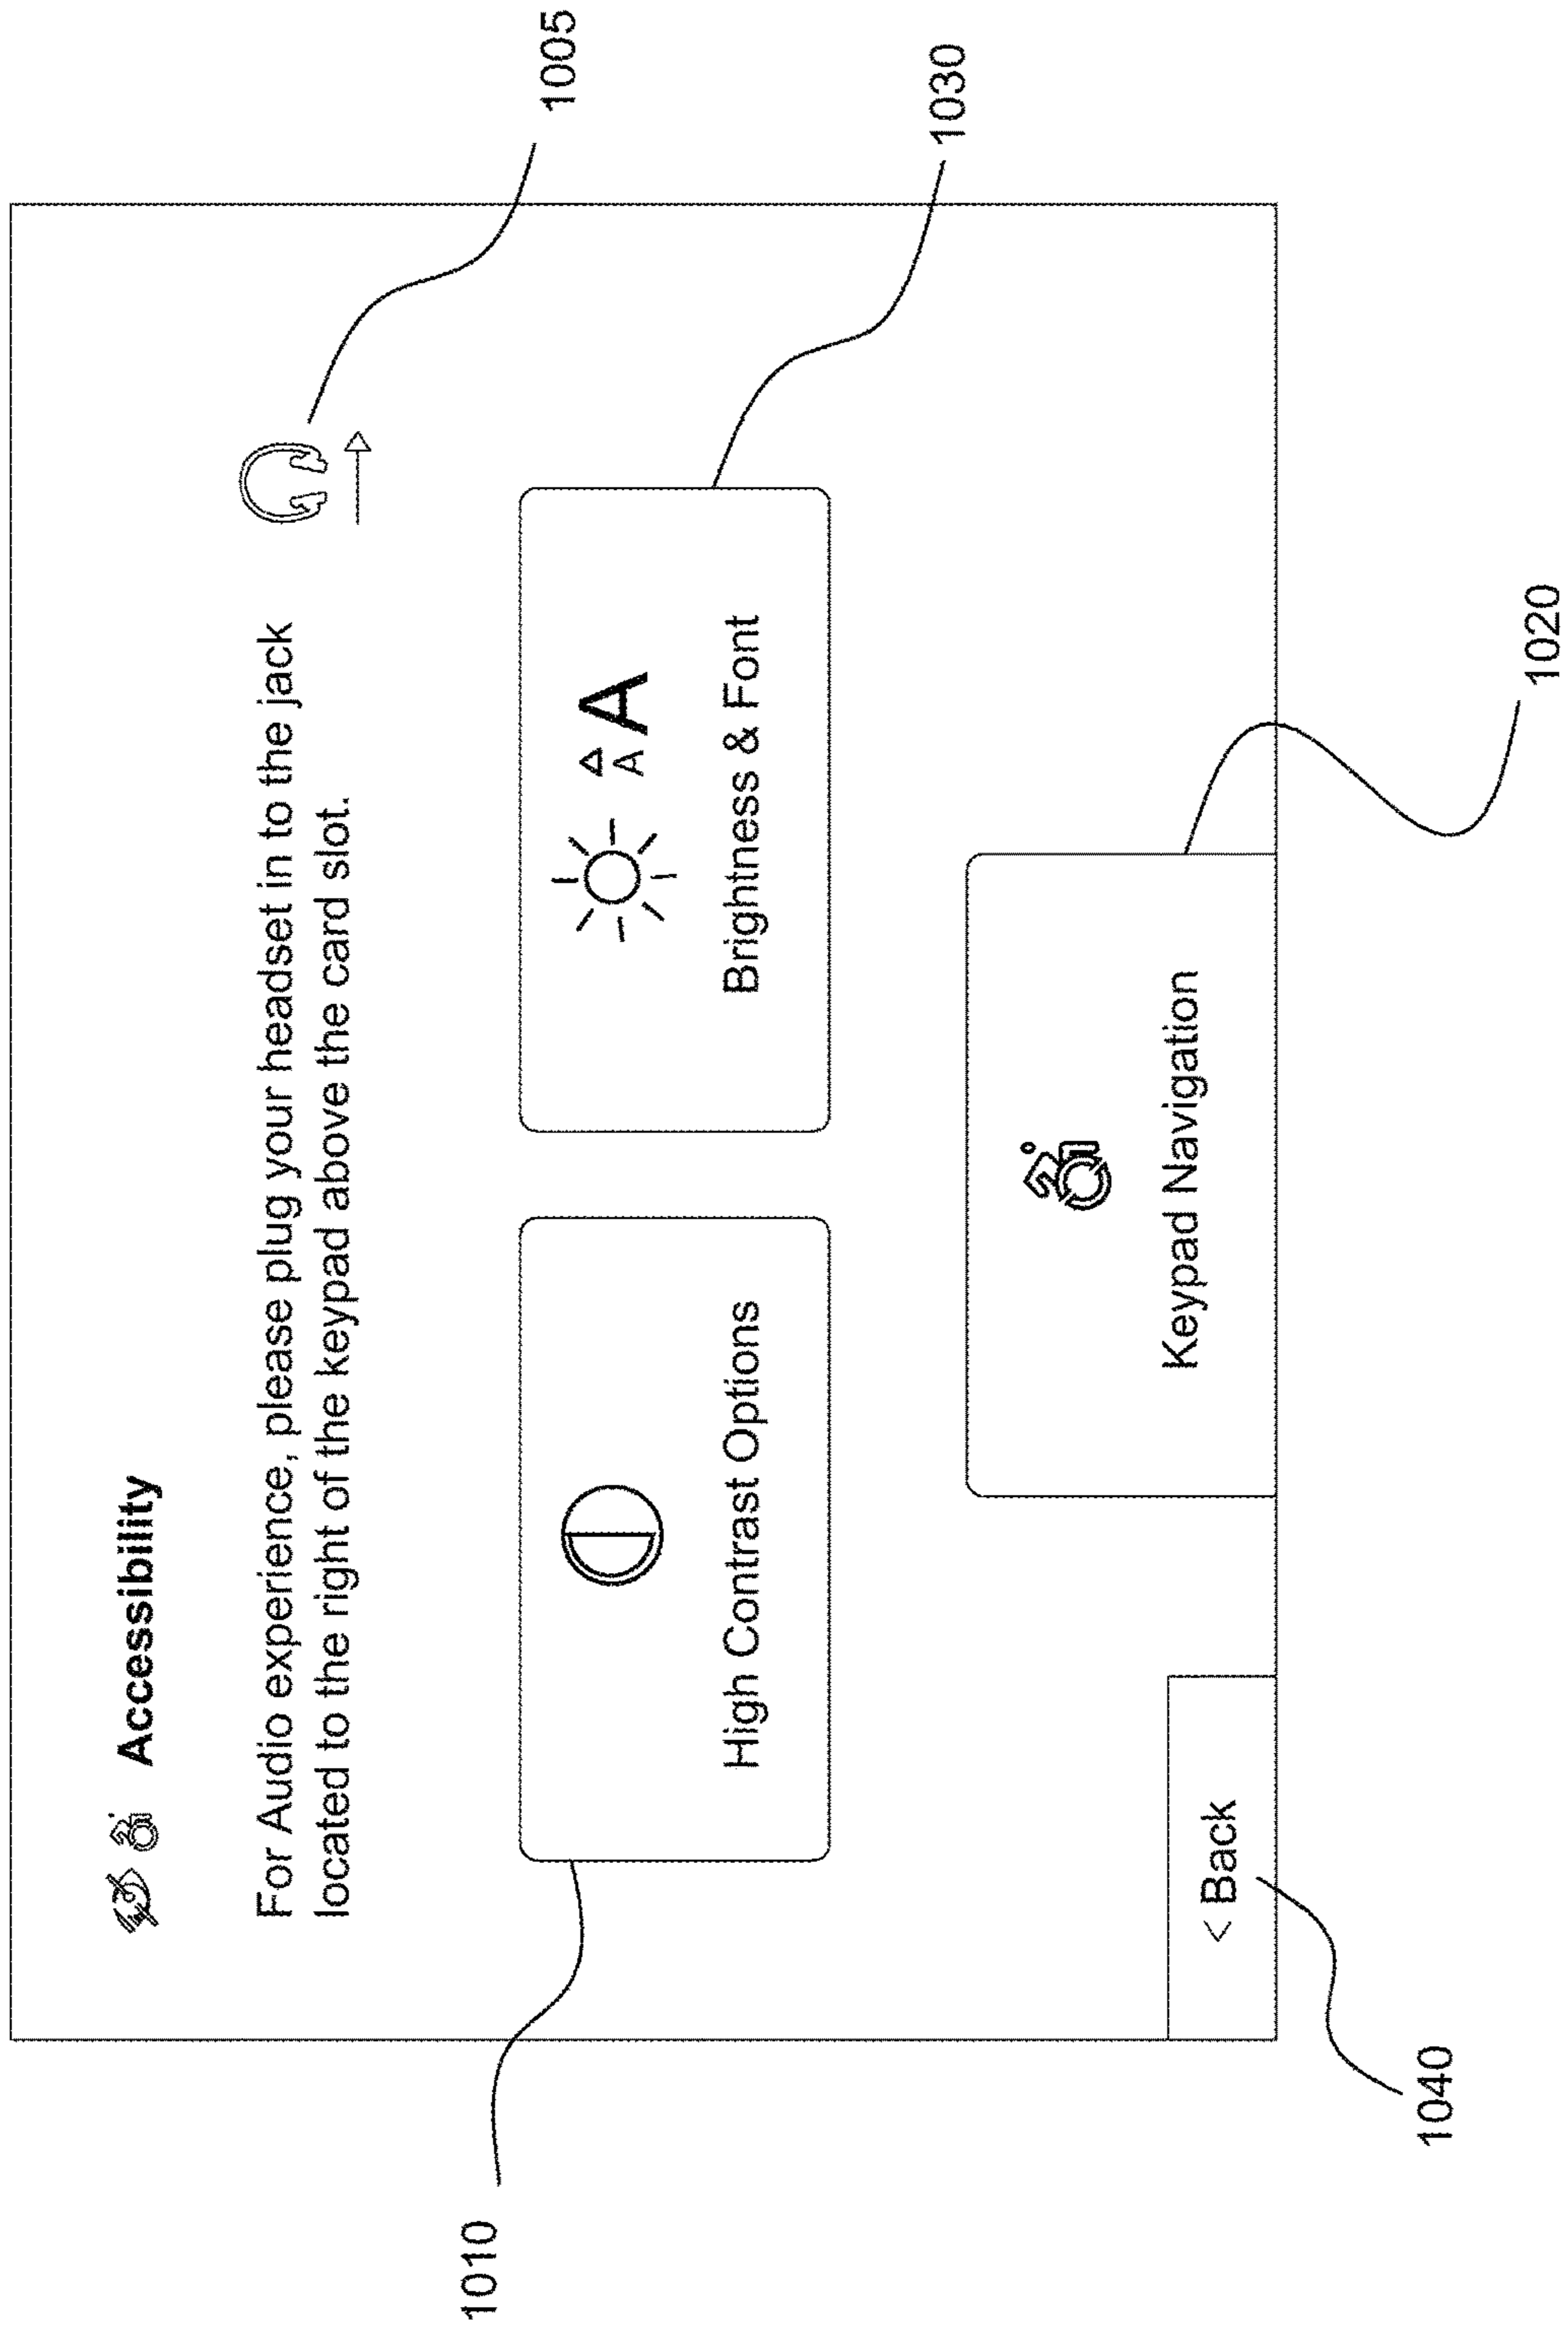 Accessibility
For Audio experience, please plug your headset in to the jack
located to the right of the keypad above the card slot.
1005
High Contrast Options
A A
Brightness & Font
1010
1030
Keypad Navigation
1020
< Back
1040